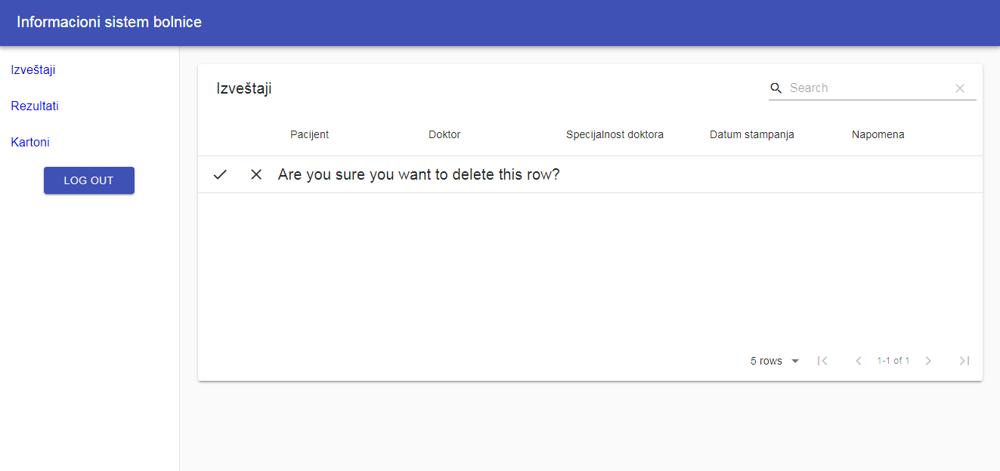 Informacioni sistem bolnice
Izveštaji
Rezultati
Kartoni
LOG OUT
Izveštaji
Search
Pacijent Doktor Specijalnost doktora Datum stampanja Napomena
Are you sure you want to delete this row?
5 rows 1-1 of 1